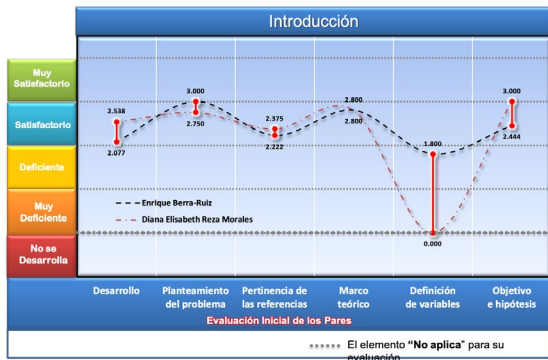 Introducción
Muy
Satisfactorio
Satisfactorio
Deficiente
Muy
Deficiente
No se
Desarrolla
2.538
2.077
3.000
2.750
2.375
2.222
2.800
2.800
1.800
0.000
3.000
2.444
Enrique Berra-Ruiz
Diana Elisabeth Reza Morales
Desarrollo
Planteamiento
del problema
Pertinencia de
las referencias
Marco
teórico
Definición
de variables
Objetivo
e hipótesis
Evaluación Inicial de los Pares
El elemento "No aplica" para su
evaluación